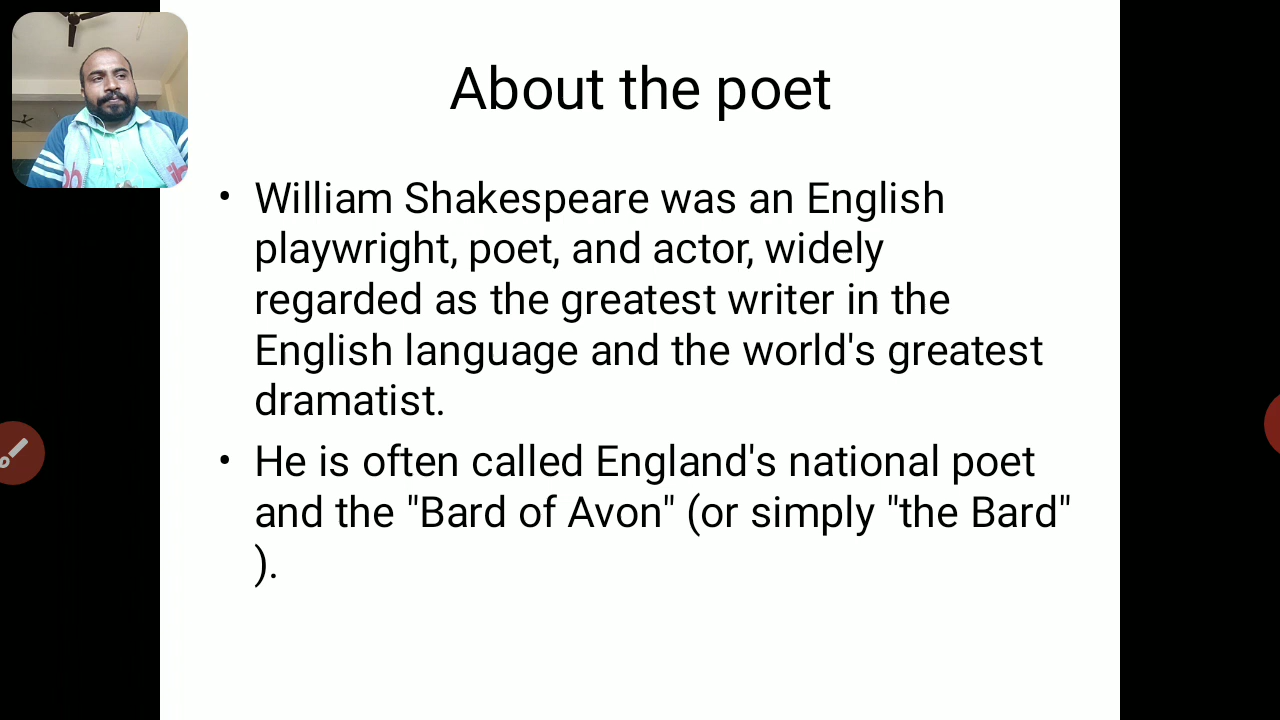 About the poet
• William Shakespeare was an English
playwright, poet, and actor, widely
regarded as the greatest writer in the
English language and the world's greatest
dramatist.
• He is often called England's national poet
and the "Bard of Avon" (or simply "the Bard"
).